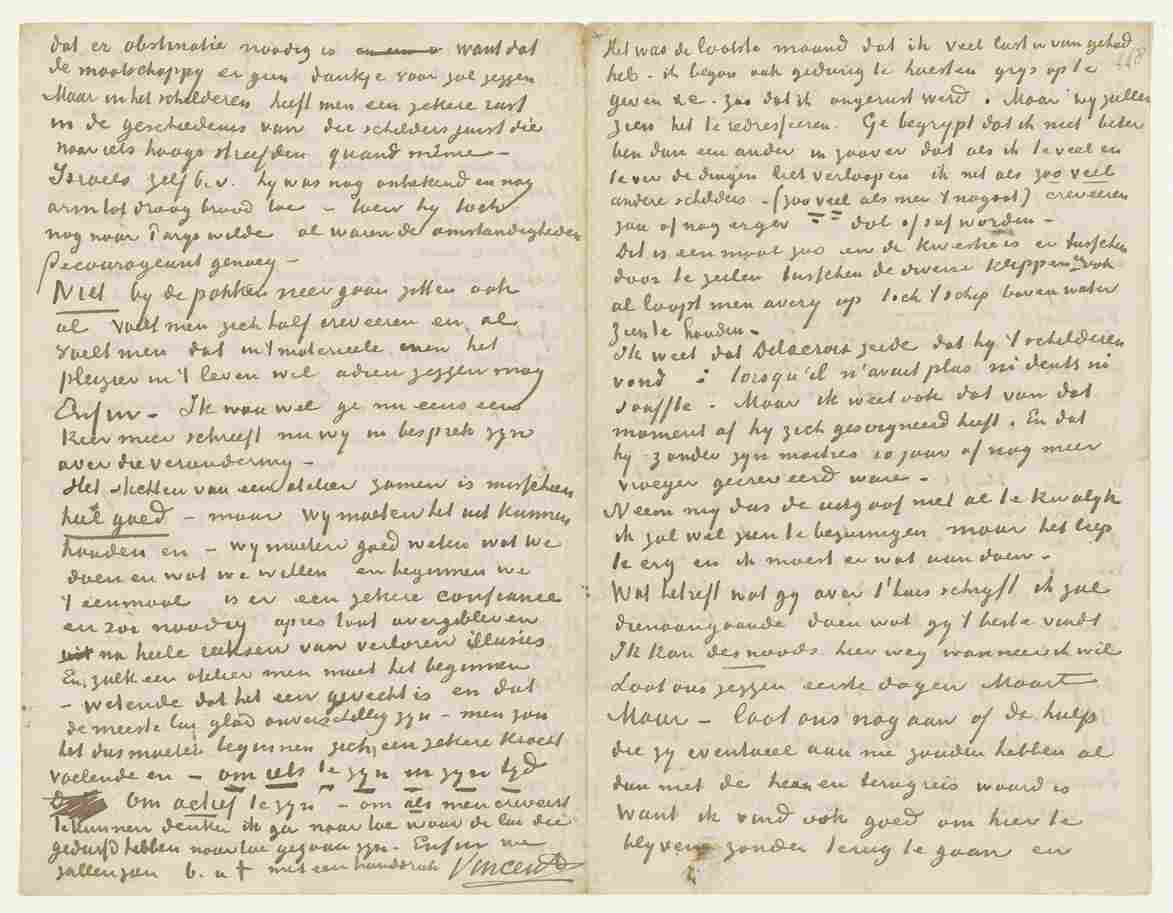 dat er obstinatie noodig is want dat
de maatschappy er geen dankje voor zal zeggen
Maar in het schilderen heeft men een zekere rust
in de geschiedenis van die schilders juist die
naar iets hoogs streefden quand même –
Israels zelf b.v. hy was nog onbekend en nog
arm tot droog brood toe – toen hy toch
nog naar Parys wilde al waren de omstandigheden
decourageant genoeg –
Niet by de pakken neer gaan zitten ook
al voelt men zich half creveeren en al
voelt men dat in 't materieele men het
plezier in 't leven wel adieu zeggen mag
Enfin – Ik wou wel ge nu eens een
keer meer schreeft nu wy in bespreking zyn
over die verandering –
Het stichten van een atelier zamen is misschien
heel goed – maar wy moeten het uit kunnen
houden en – wy moeten goed weten wat we
doen en wat we willen en beginnen we
't eenmaal is er een zekere confiance
en zoi noodig apres tout overgebleven
uit na heele reeksen van verloren illusies
En zulk een atelier men moet het beginnen
– wetende dat het een gevecht is en dat
de meeste lui glad onverschillig zyn – men zou
het dus moeten beginnen zich een zekere kracht
voelende en – om iets te zyn in zyn tyd
om actief te zyn – om als men creveert
te kunnen denken ik ga naar toe waar de lui die
gedurfd hebben naar toe gegaan zyn. Enfin we
zullen zien b. à t met een handdruk Vincent
Het was de laatste maand dat ik veel last er van gehad
118
heb – ik begon ook gedurig te hoesten grys op te
geven &c. zoo dat ik ongerust werd. Maar wy zullen
zien het te redresseeren. Ge begrypt dat ik niet beter
ben dan een ander in zoover dat als ik te veel en
te ver de dingen liet verloopen ik net als zoo veel
andere schilders – (zoo veel als men 't nagaat) creveeren
zou of nog erger – dol of suf worden –
Dit is eenmaal zoo en de kwestie is er tusschen
door te zeilen tusschen de diverse klippen en ook
al loopt men avery op toch 't schip boven water
zien te houden –
Ik weet dat Delacroix zeide dat hy 't schilderen
vond : lorsqu'il n'avait plus ni dents ni
souffle – Maar ik weet ook dat van dat
moment af hy zich gesoigneerd heeft. En dat
hy zonder zyn maitres 10 jaar of nog meer
vroeger gecreveerd ware –
Neem my dus de uitgaaf niet al te kwalyk
ik zal wel zien te bezuinigen maar het liep
te erg en ik moest er wat aan doen –
Wat betreft wat gy over t'huis schryft ik zal
dienaangaande doen wat gy 't beste vindt
Ik kan desnoods hier weg wanneer ik wil
Laat ons zeggen eerste dagen Maart
Maar – laat ons nog aan of de hulp
die zy eventueel aan me zouden hebben al
dan niet de heen en terugreis waard is
Want ik vind ook goed om hier te
blyven zonder terug te gaan en